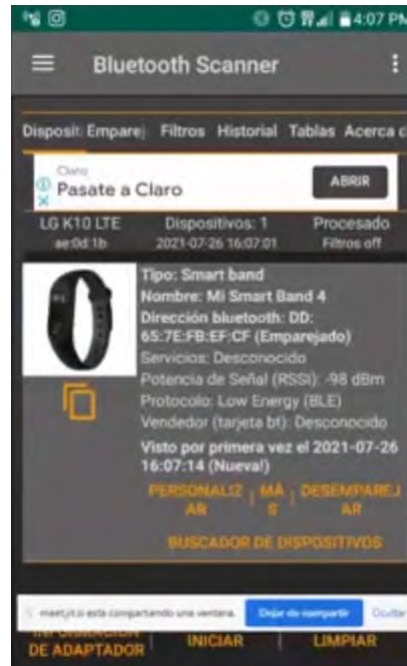 4:07 PM
Bluetooth Scanner
Disposit Emparej Filtros Historial Tablas Acerca c
Claro
Pasate a Claro
ABRIR
LG K10 LTE Dispositivos: 1 Procesado
ae:0d:1b 2021-07-26 16:07:01 Filtros off
Tipo: Smart band
Nombre: Mi Smart Band 4
Dirección bluetooth: DD:
65:7E:FB:EF:CF (Emparejado)
Servicios: Desconocido
Potencia de Señal (RSSI): -98 dBm
Protocolo: Low Energy (BLE)
Vendedor (tarjeta bt): Desconocido
Visto por primera vez el 2021-07-26
16:07:14 (Nueva!)
PERSONALIZ | MÁ | DESEMPAREJ
AR S AR
BUSCADOR DE DISPOSITIVOS
meet.jit.si está compartiendo una ventana. Dejar de compartir Ocultar
INFORMACIÓN
DE ADAPTADOR | INICIAR | LIMPIAR